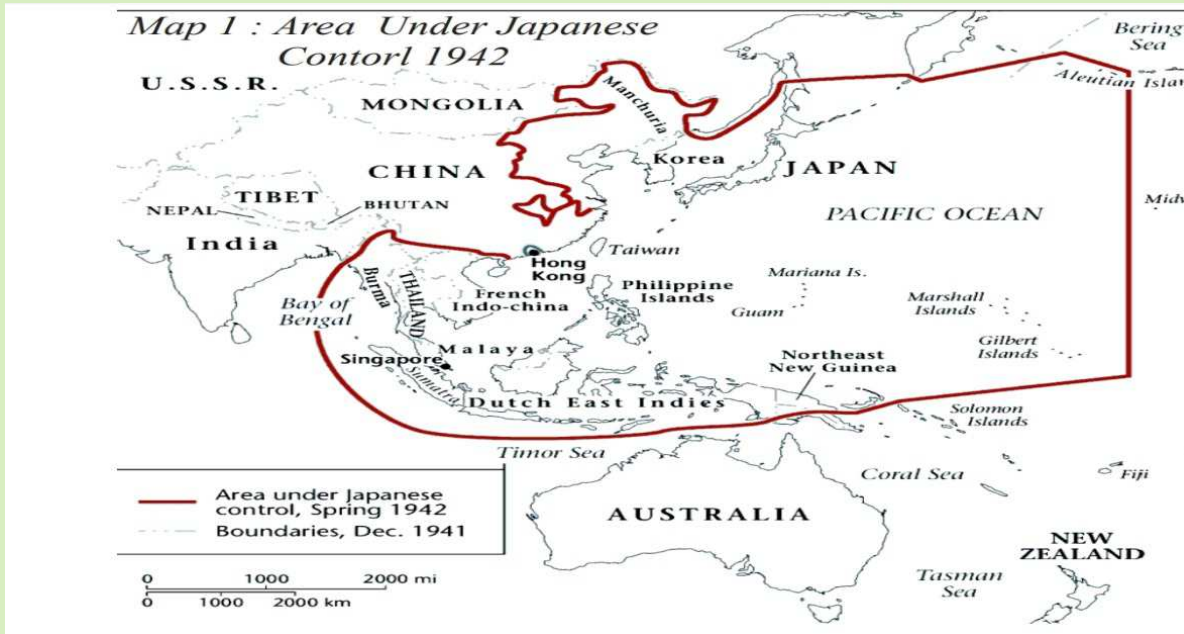 Map 1 : Area Under Japanese
Contorl 1942
Bering
Sea
Aleutian Islan
U.S.S.R.
MONGOLIA
Manchuria
Korea
JAPAN
CHINA
TIBET
NEPAL
BHUTAN
Midw
PACIFIC OCEAN
India
Taiwan
Hong
Kong
Mariana Is.
Philippine
Islands
Guam
Marshall
Islands
Gilbert
Islands
Bay of
Bengal
Burma
THAILAND
French
Indo-china
Malaya
Singapore
Sumatra
Northeast
New Guinea
Dutch East Indies
Solomon
Islands
Timor Sea
Coral Sea
Fiji
AUSTRALIA
NEW
ZEALAND
Tasman
Sea
Area under Japanese
control, Spring 1942
Boundaries, Dec. 1941
0 1000 2000 mi
0 1000 2000 km